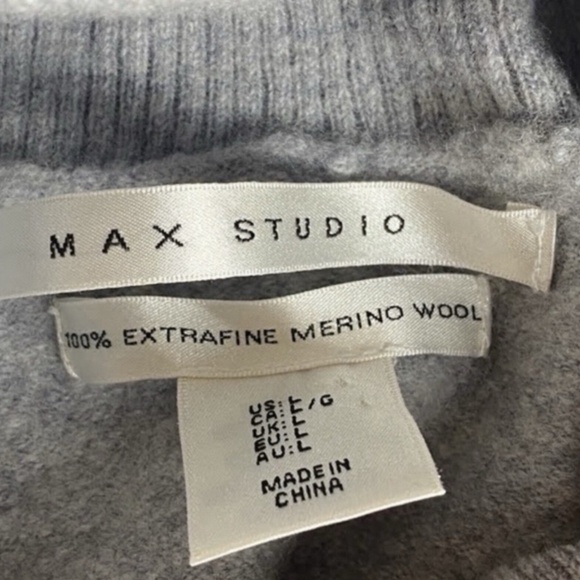 MAX STUDIO
100% EXTRAFINE MERINO WOOL
US: L
CA: L/G
UK: L
EU: L
AU: L
MADE IN
CHINA